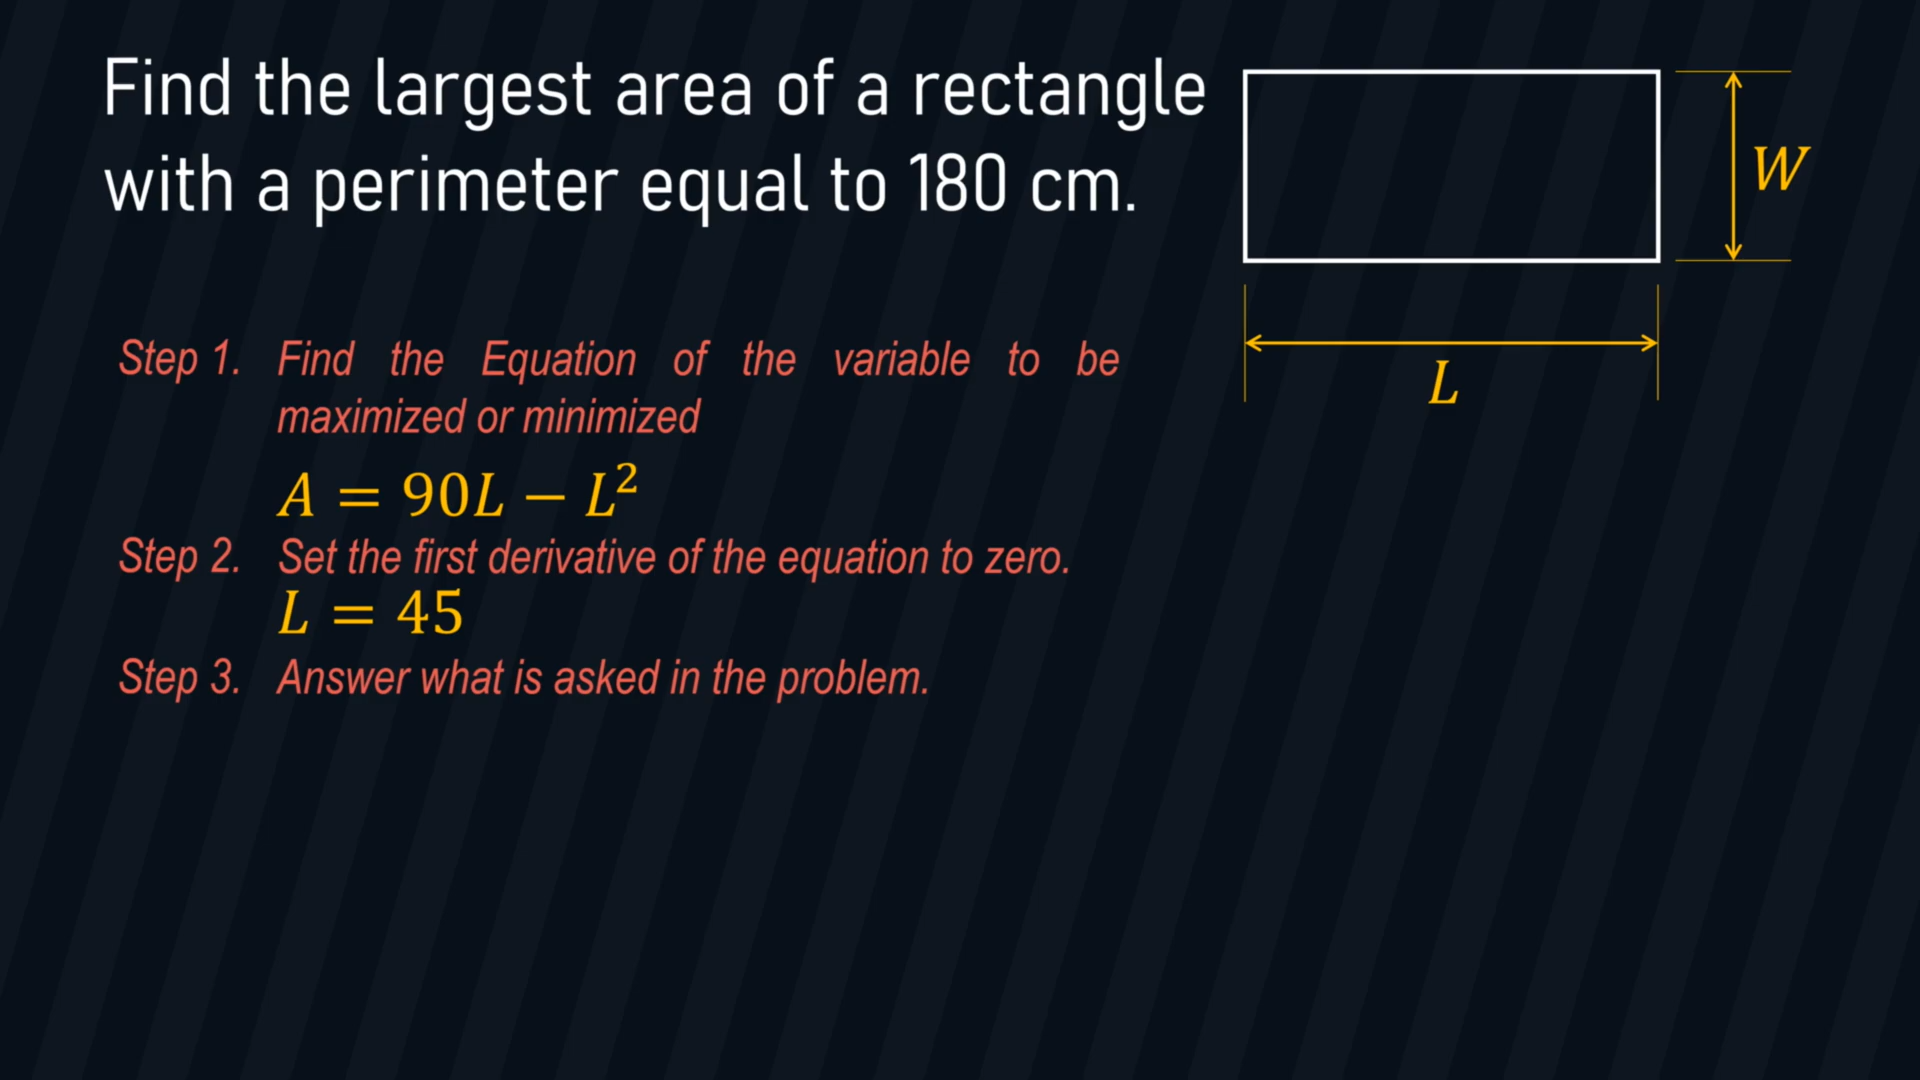 Find the largest area of a rectangle
with a perimeter equal to 180 cm.
W
L
Step 1. Find the Equation of the variable to be
maximized or minimized
A = 90L − L²
Step 2. Set the first derivative of the equation to zero.
L = 45
Step 3. Answer what is asked in the problem.